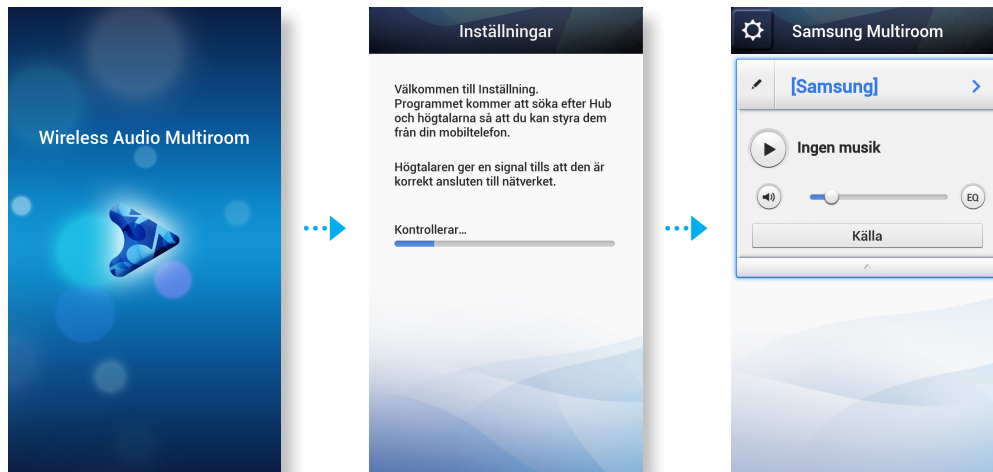 Wireless Audio Multiroom
Inställningar
Välkommen till Inställning.
Programmet kommer att söka efter Hub
och högtalarna så att du kan styra dem
från din mobiltelefon.
Högtalaren ger en signal tills att den är
korrekt ansluten till nätverket.
Kontrollerar...
Samsung Multiroom
[Samsung]
Ingen musik
EQ
Källa